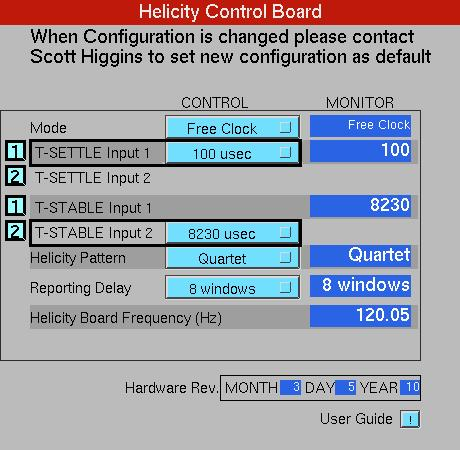 Helicity Control Board
When Configuration is changed please contact
Scott Higgins to set new configuration as default
CONTROL MONITOR
Mode Free Clock Free Clock
1 T-SETTLE Input 1 100 usec 100
2 T-SETTLE Input 2
1 T-STABLE Input 1 8230
2 T-STABLE Input 2 8230 usec
Helicity Pattern Quartet Quartet
Reporting Delay 8 windows 8 windows
Helicity Board Frequency (Hz) 120.05
Hardware Rev. MONTH 3 DAY 5 YEAR 10
User Guide !